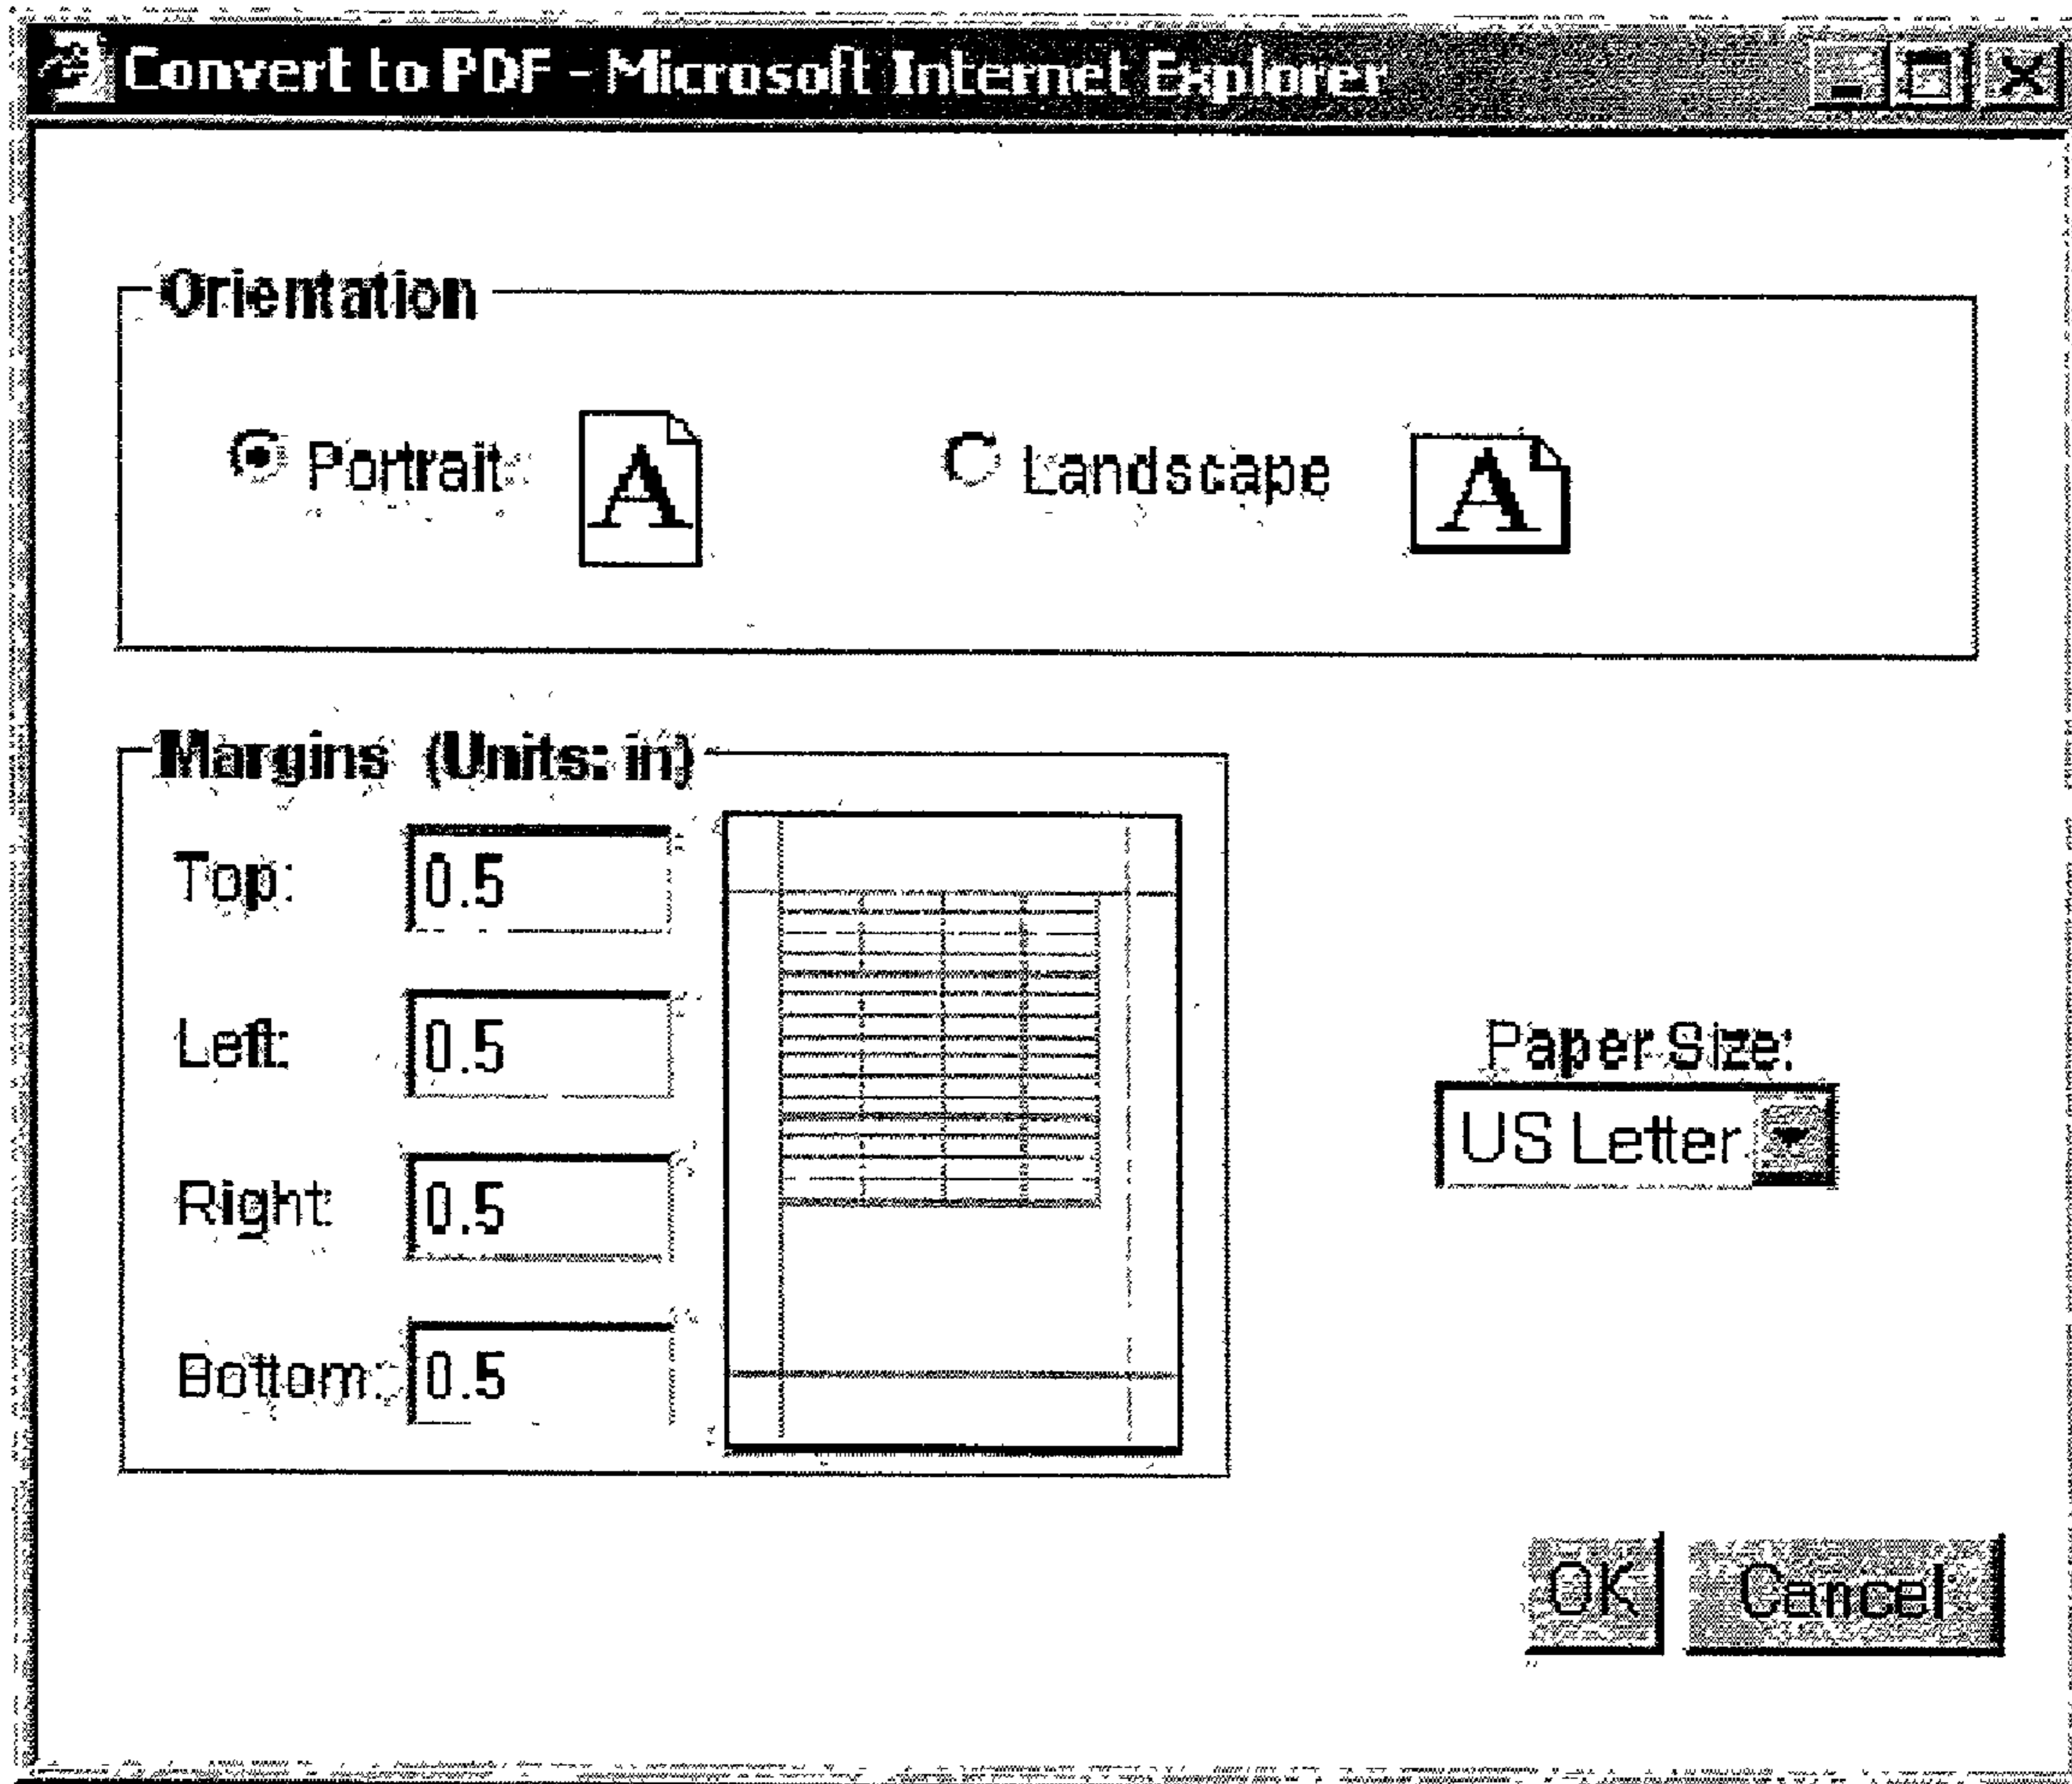 Convert to PDF - Microsoft Internet Explorer
Orientation
Portrait A Landscape A
Margins (Units: in)
Top: 0.5
Left: 0.5
Right: 0.5
Bottom: 0.5
Paper Size:
US Letter
OK Cancel